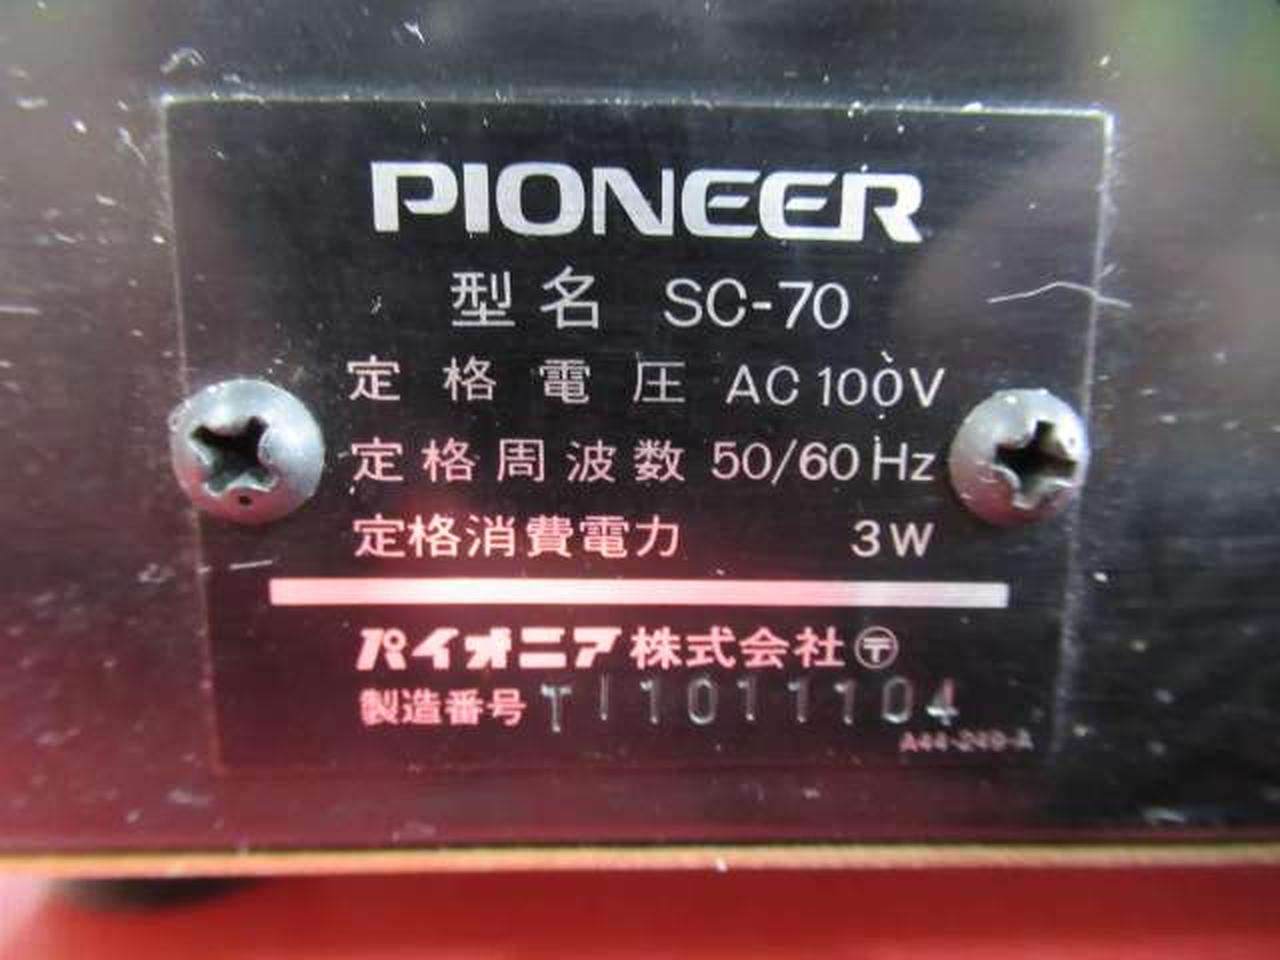 PIONEER
型名 SC-70
定格電圧 AC 100V
定格周波数 50/60 Hz
定格消費電力 3W
パイオニア株式会社 〶
製造番号 TI1011104
A44-249-A